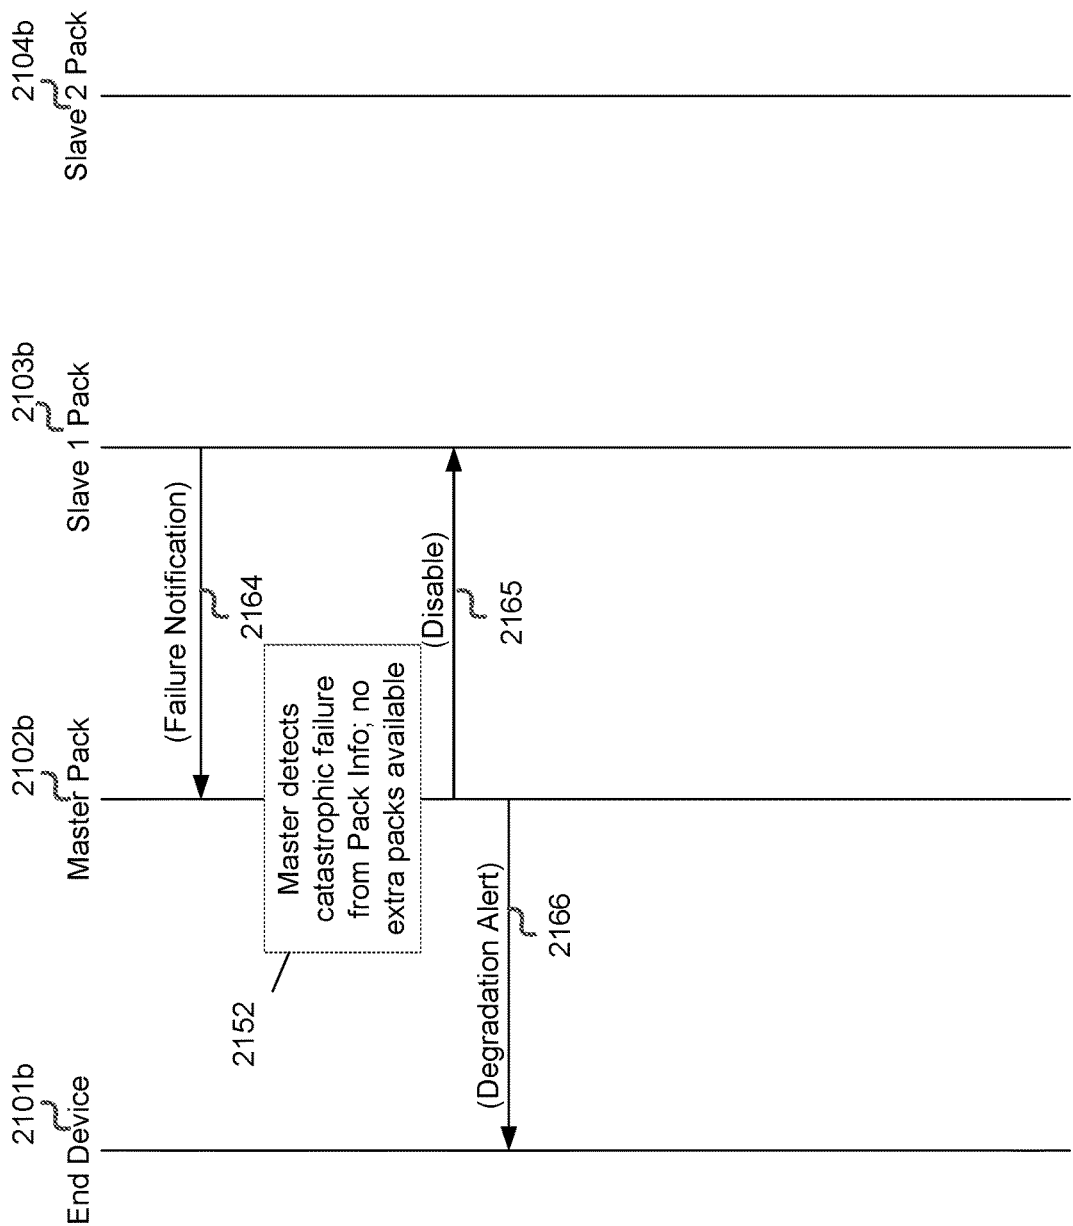 2101b
End Device
2102b
Master Pack
2103b
Slave 1 Pack
2104b
Slave 2 Pack
(Failure Notification)
2164
2152
Master detects
catastrophic failure
from Pack Info; no
extra packs available
(Disable)
2165
(Degradation Alert)
2166